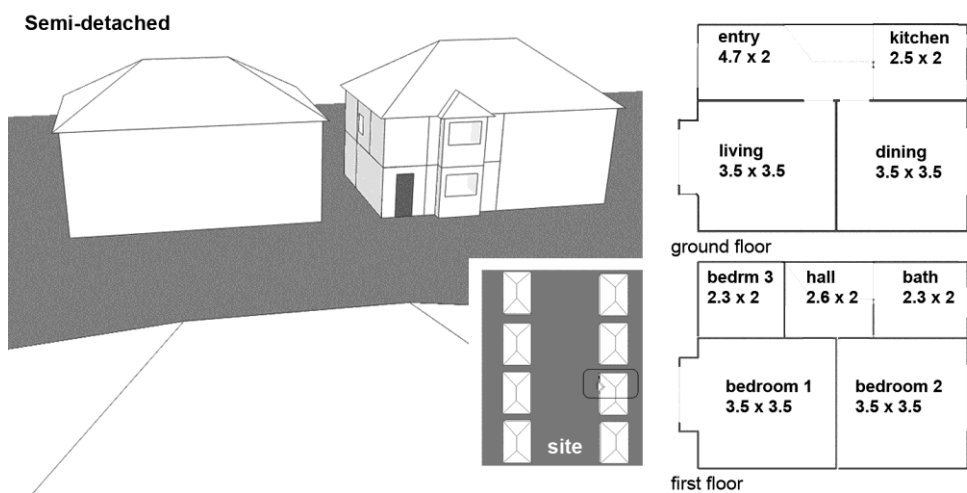 Semi-detached
entry
4.7 x 2
kitchen
2.5 x 2
living
3.5 x 3.5
dining
3.5 x 3.5
ground floor
bedrm 3
2.3 x 2
hall
2.6 x 2
bath
2.3 x 2
bedroom 1
3.5 x 3.5
bedroom 2
3.5 x 3.5
first floor
site